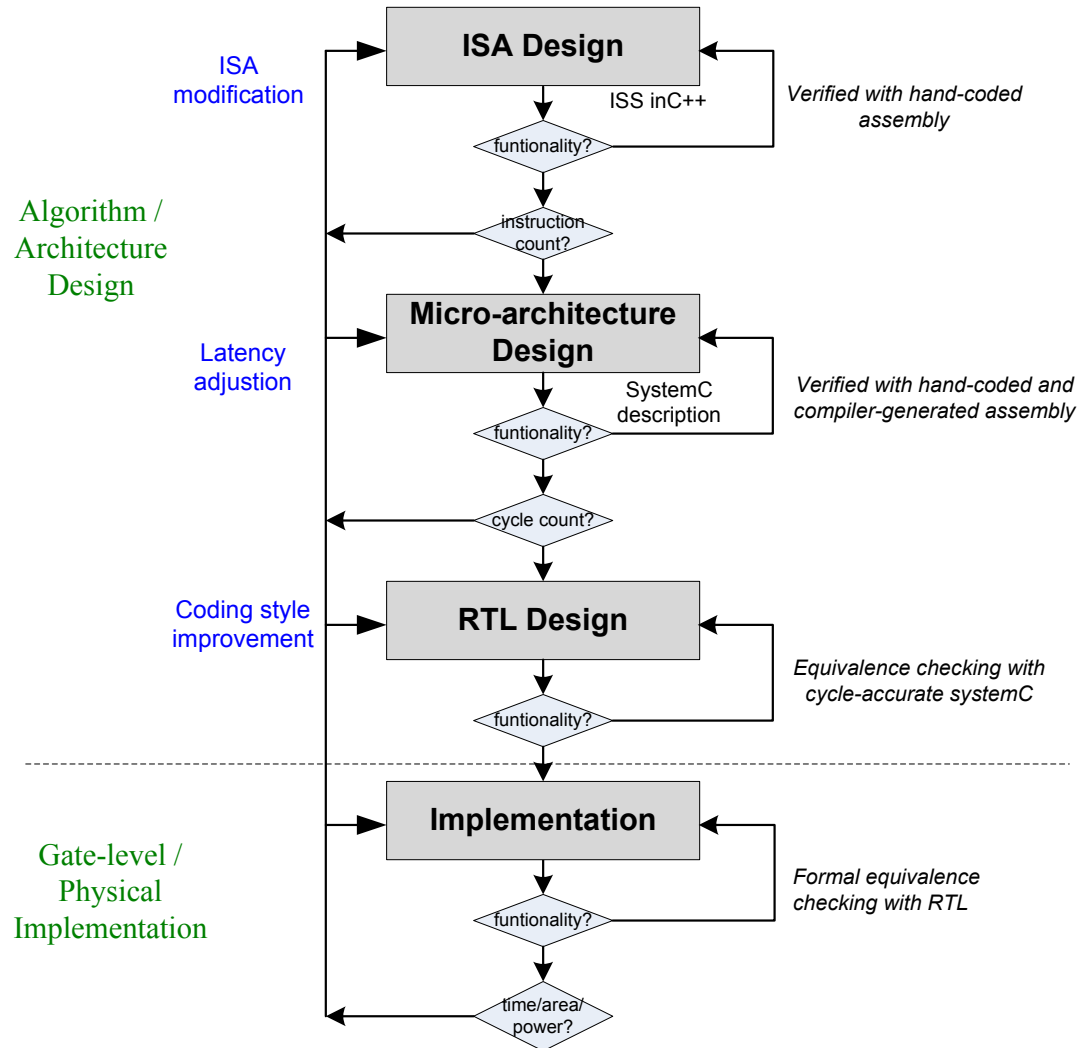 ISA Design
ISA
modification
ISS inC++
Verified with hand-coded
assembly
funtionality?
Algorithm /
Architecture
Design
instruction
count?
Micro-architecture
Design
Latency
adjustion
SystemC
description
Verified with hand-coded and
compiler-generated assembly
funtionality?
cycle count?
Coding style
improvement
RTL Design
Equivalence checking with
cycle-accurate systemC
funtionality?
Implementation
Gate-level /
Physical
Implementation
Formal equivalence
checking with RTL
funtionality?
time/area/
power?